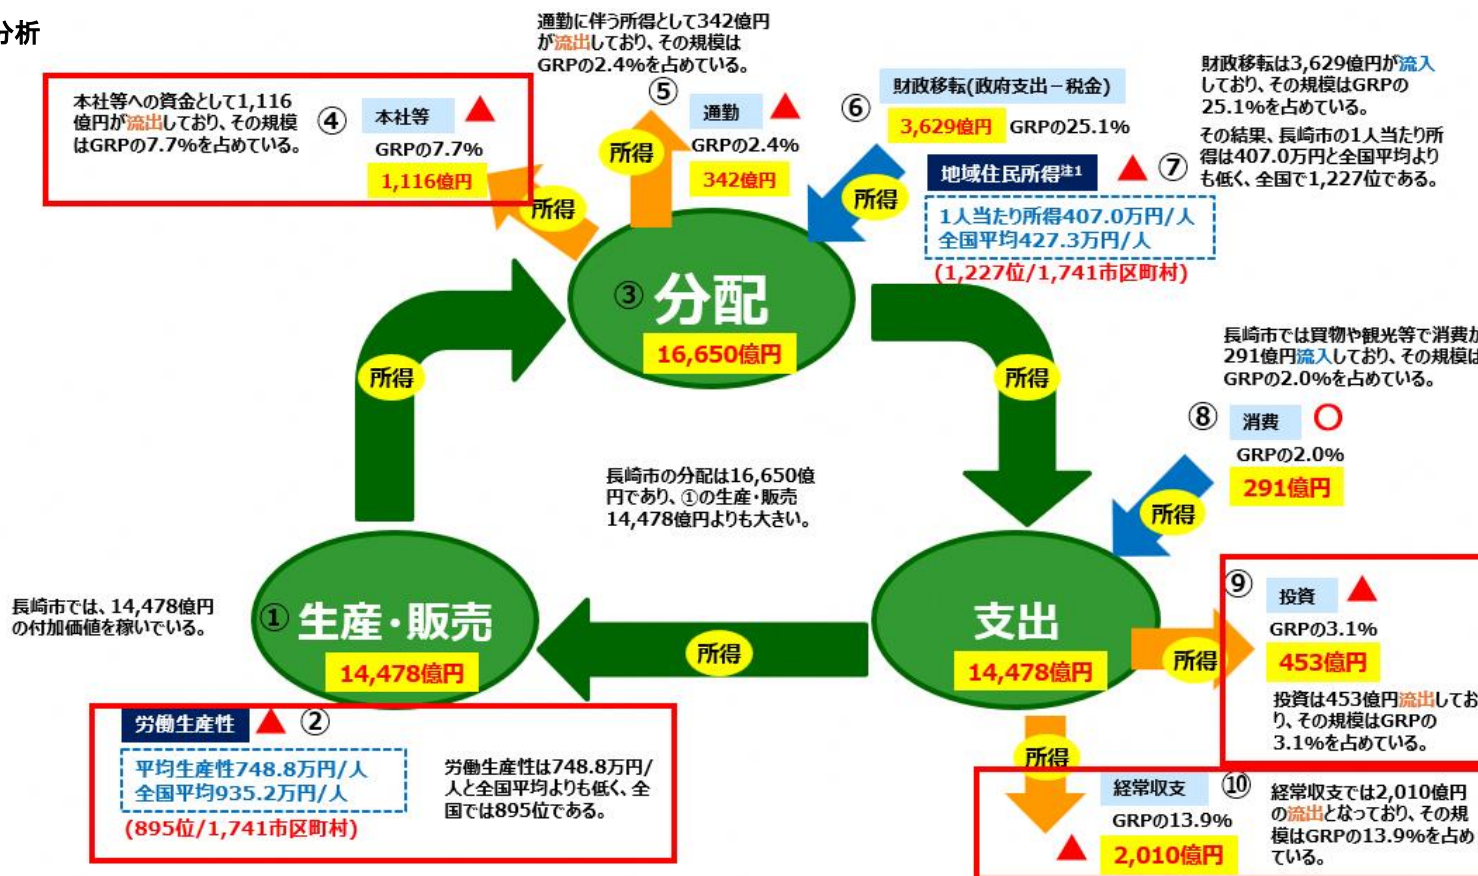 分析
本社等への資金として1,116
億円が流出しており、その規模
はGRPの7.7%を占めている。
④
本社等
▲
GRPの7.7%
1,116億円
所得
通勤に伴う所得として342億円
が流出しており、その規模は
GRPの2.4%を占めている。
⑤
通勤
▲
GRPの2.4%
342億円
所得
⑥
財政移転(政府支出－税金)
3,629億円 GRPの25.1%
所得
財政移転は3,629億円が流入
しており、その規模はGRPの
25.1%を占めている。
その結果、長崎市の1人当たり所
得は407.0万円と全国平均より
も低く、全国で1,227位である。
地域住民所得注1
▲ ⑦
1人当たり所得407.0万円/人
全国平均427.3万円/人
(1,227位/1,741市区町村)
③ 分配
16,650億円
所得
所得
長崎市の分配は16,650億
円であり、①の生産・販売
14,478億円よりも大きい。
長崎市では買物や観光等で消費が
291億円流入しており、その規模は
GRPの2.0%を占めている。
⑧
消費
○
GRPの2.0%
291億円
所得
長崎市では、14,478億円
の付加価値を稼いでいる。
① 生産・販売
14,478億円
所得
支出
14,478億円
所得
⑨
投資
▲
GRPの3.1%
453億円
投資は453億円流出してお
り、その規模はGRPの
3.1%を占めている。
労働生産性 ▲ ②
平均生産性748.8万円/人
全国平均935.2万円/人
(895位/1,741市区町村)
労働生産性は748.8万円/
人と全国平均よりも低く、全
国では895位である。
所得
経常収支
⑩
GRPの13.9%
▲
2,010億円
経常収支では2,010億円
の流出となっており、その規
模はGRPの13.9%を占め
ている。